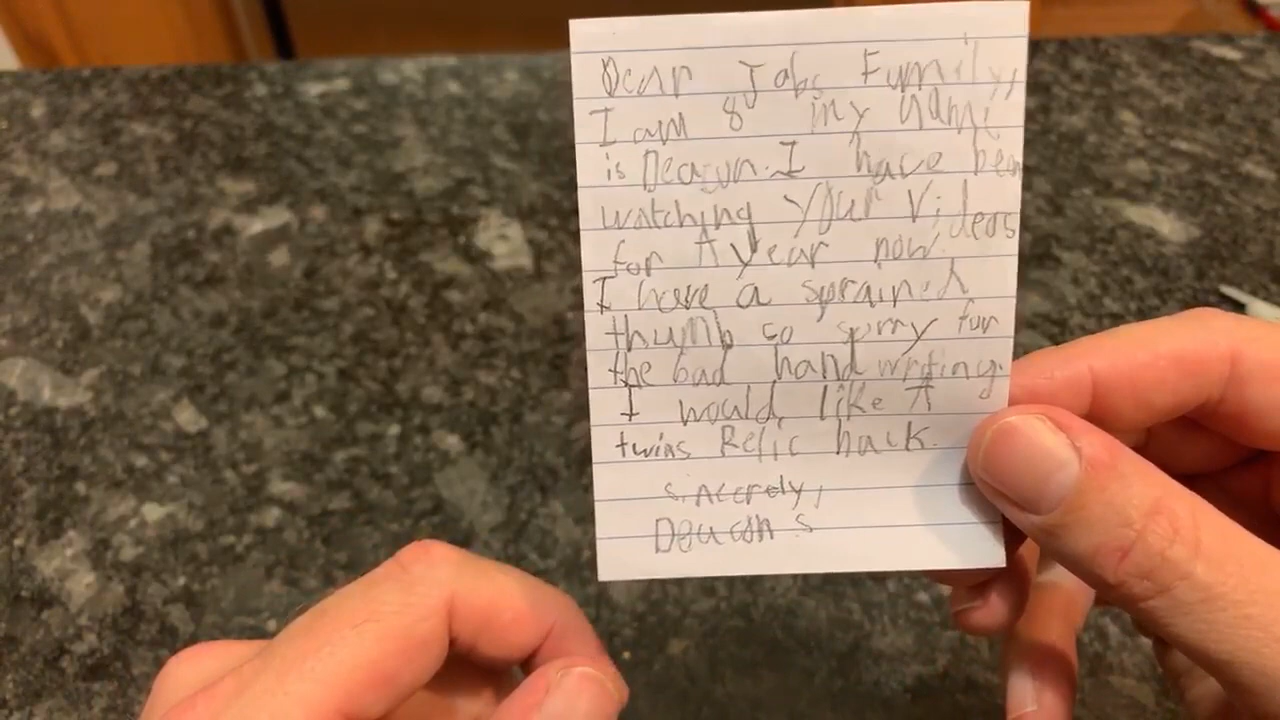 Dear Jabs Family,
I am 8 my name
is Deacon. I have been
watching your Videos
for A year now.
I have a sprained
thumb so sorry for
the bad hand writing.
I would like A
twins Relic hack.
sincerely,
Deacon S